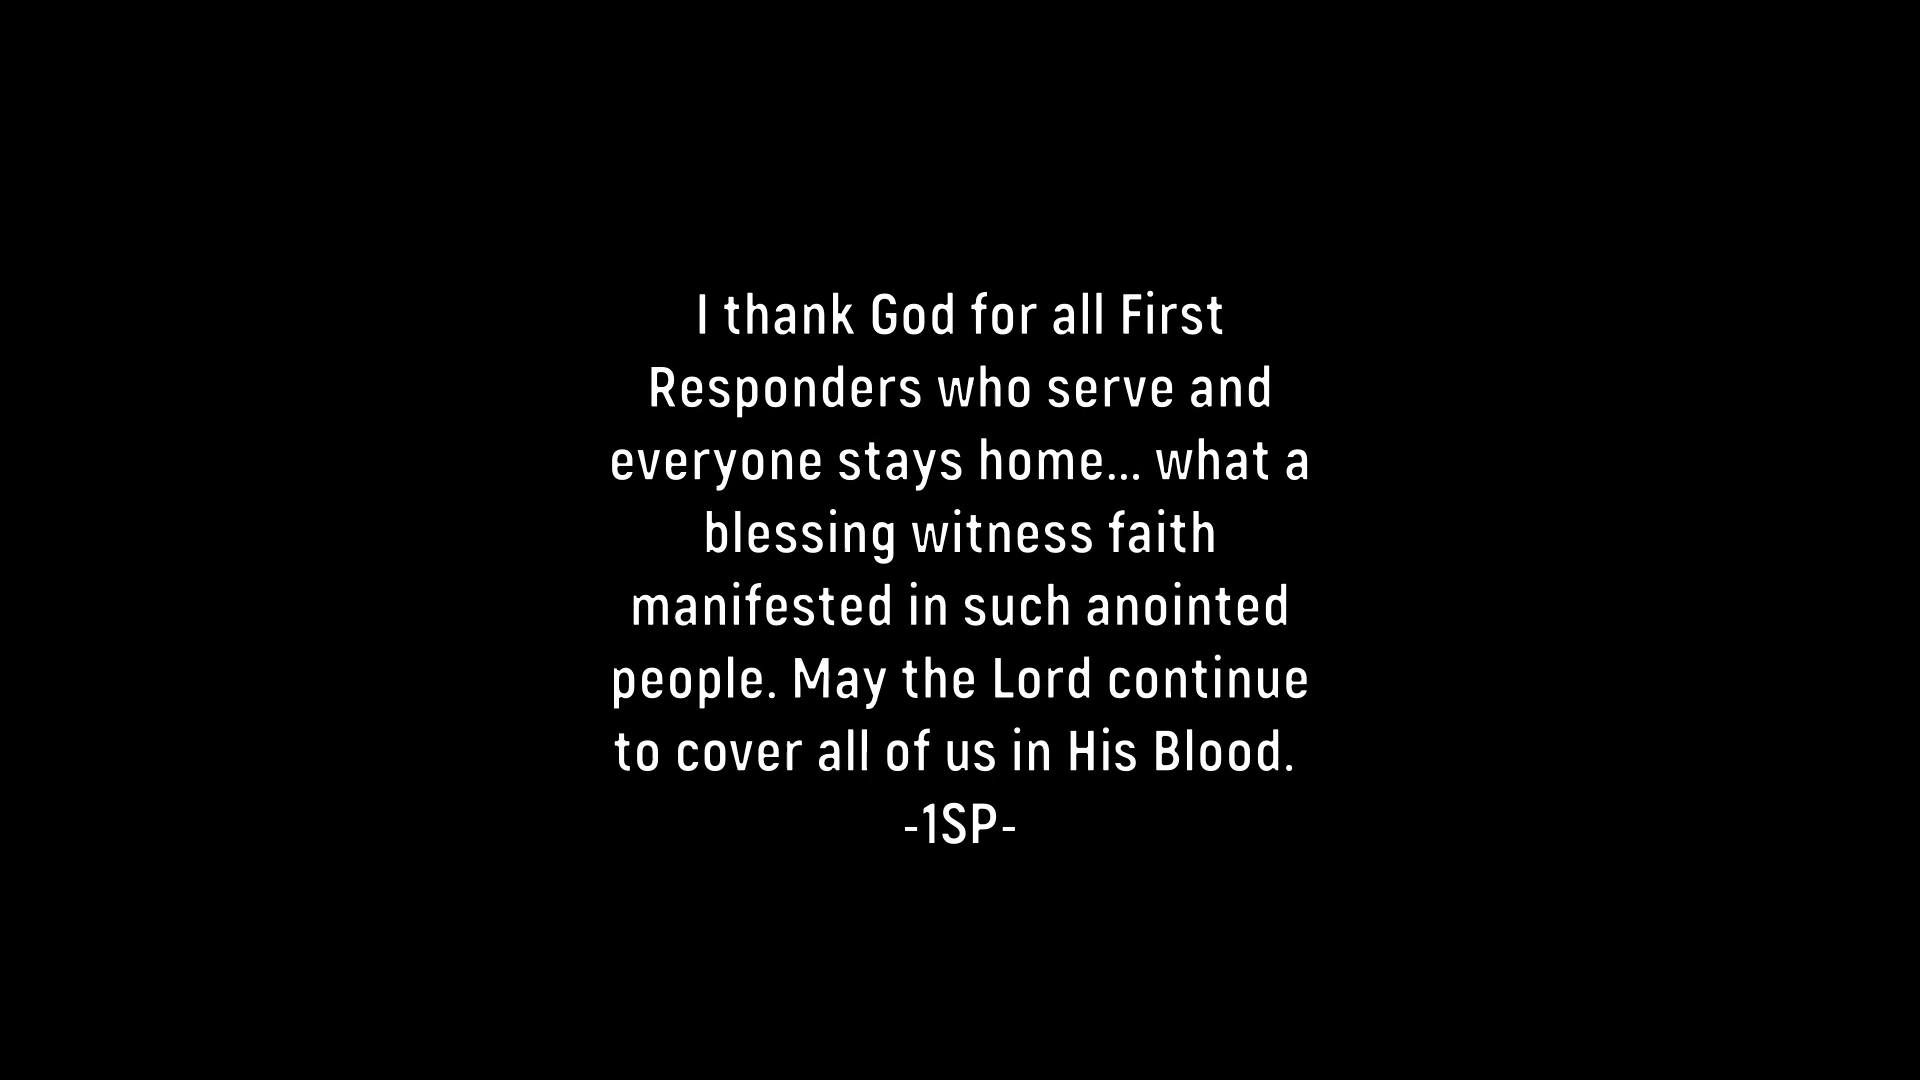 I thank God for all First
Responders who serve and
everyone stays home... what a
blessing witness faith
manifested in such anointed
people. May the Lord continue
to cover all of us in His Blood.
-1SP-